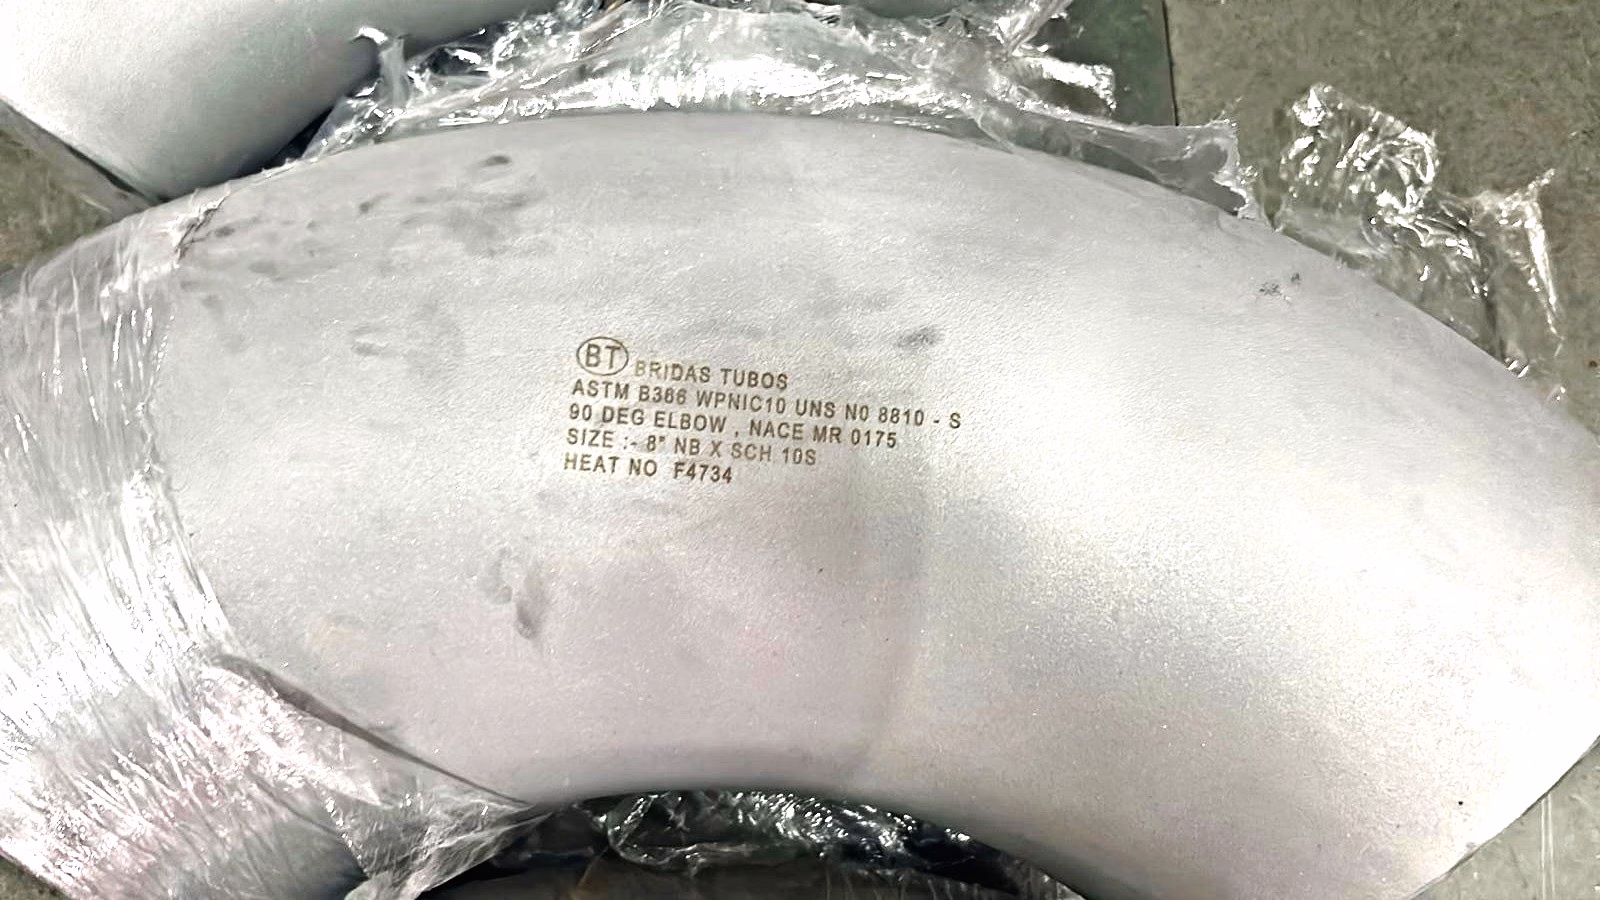 BT BRIDAS TUBOS
ASTM B366 WPNIC10 UNS N0 8810 - S
90 DEG ELBOW , NACE MR 0175
SIZE :- 8" NB X SCH 10S
HEAT NO F4734